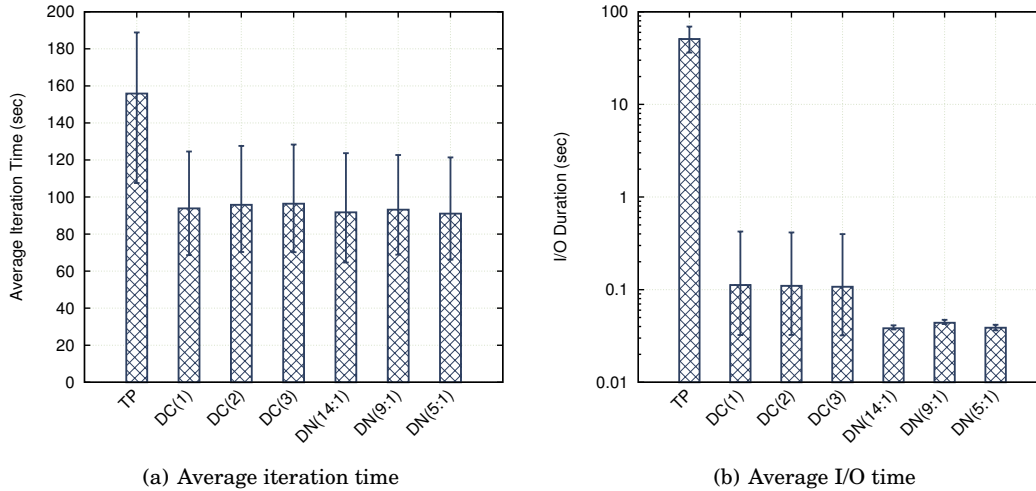 200
180
160
140
120
100
80
60
40
20
0
Average Iteration Time (sec)
TP
DC(1)
DC(2)
DC(3)
DN(14:1)
DN(9:1)
DN(5:1)
(a) Average iteration time
100
10
1
0.1
0.01
I/O Duration (sec)
TP
DC(1)
DC(2)
DC(3)
DN(14:1)
DN(9:1)
DN(5:1)
(b) Average I/O time